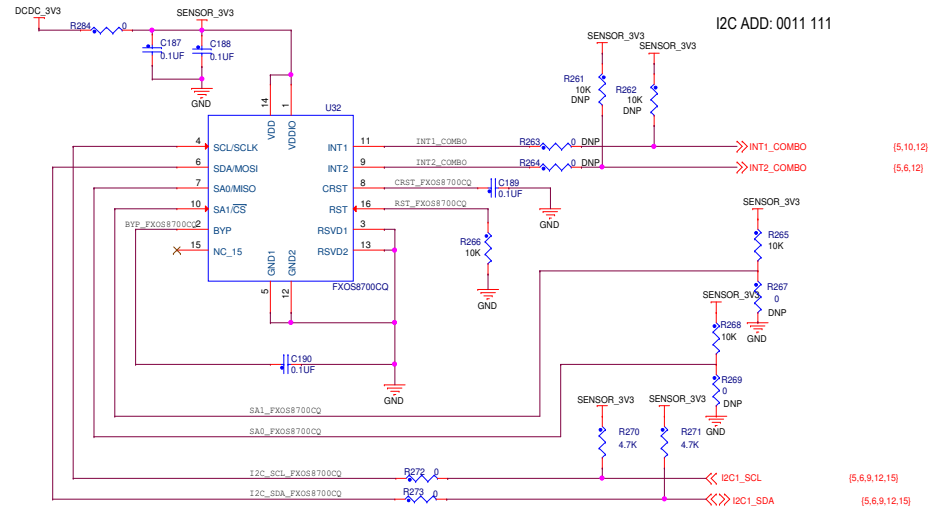 DCDC_3V3
R284
0
SENSOR_3V3
I2C ADD: 0011 111
C187
0.1UF
C188
0.1UF
GND
SENSOR_3V3
SENSOR_3V3
R261
10K
DNP
R262
10K
DNP
U32
14
1
VDD
VDDIO
4 SCL/SCLK
6 SDA/MOSI
7 SA0/MISO
10 SA1/CS
BYP_FXOS8700CQ 2 BYP
15 NC_15
INT1 11 INT1_COMBO R263 0 DNP INT1_COMBO {5,10,12}
INT2 9 INT2_COMBO R264 0 DNP INT2_COMBO {5,6,12}
CRST 8 CRST_FXOS8700CQ C189
0.1UF
GND
RST 16 RST_FXOS8700CQ
RSVD1 3
RSVD2 13
GND1
GND2
5
12
FXOS8700CQ
R266
10K
GND
SENSOR_3V3
R265
10K
R267
0
DNP
GND
SENSOR_3V3
R268
10K
R269
0
DNP
GND
C190
0.1UF
GND
SA1_FXOS8700CQ
SA0_FXOS8700CQ
SENSOR_3V3
SENSOR_3V3
R270
4.7K
R271
4.7K
I2C_SCL_FXOS8700CQ R272 0 I2C1_SCL {5,6,9,12,15}
I2C_SDA_FXOS8700CQ R273 0 I2C1_SDA {5,6,9,12,15}